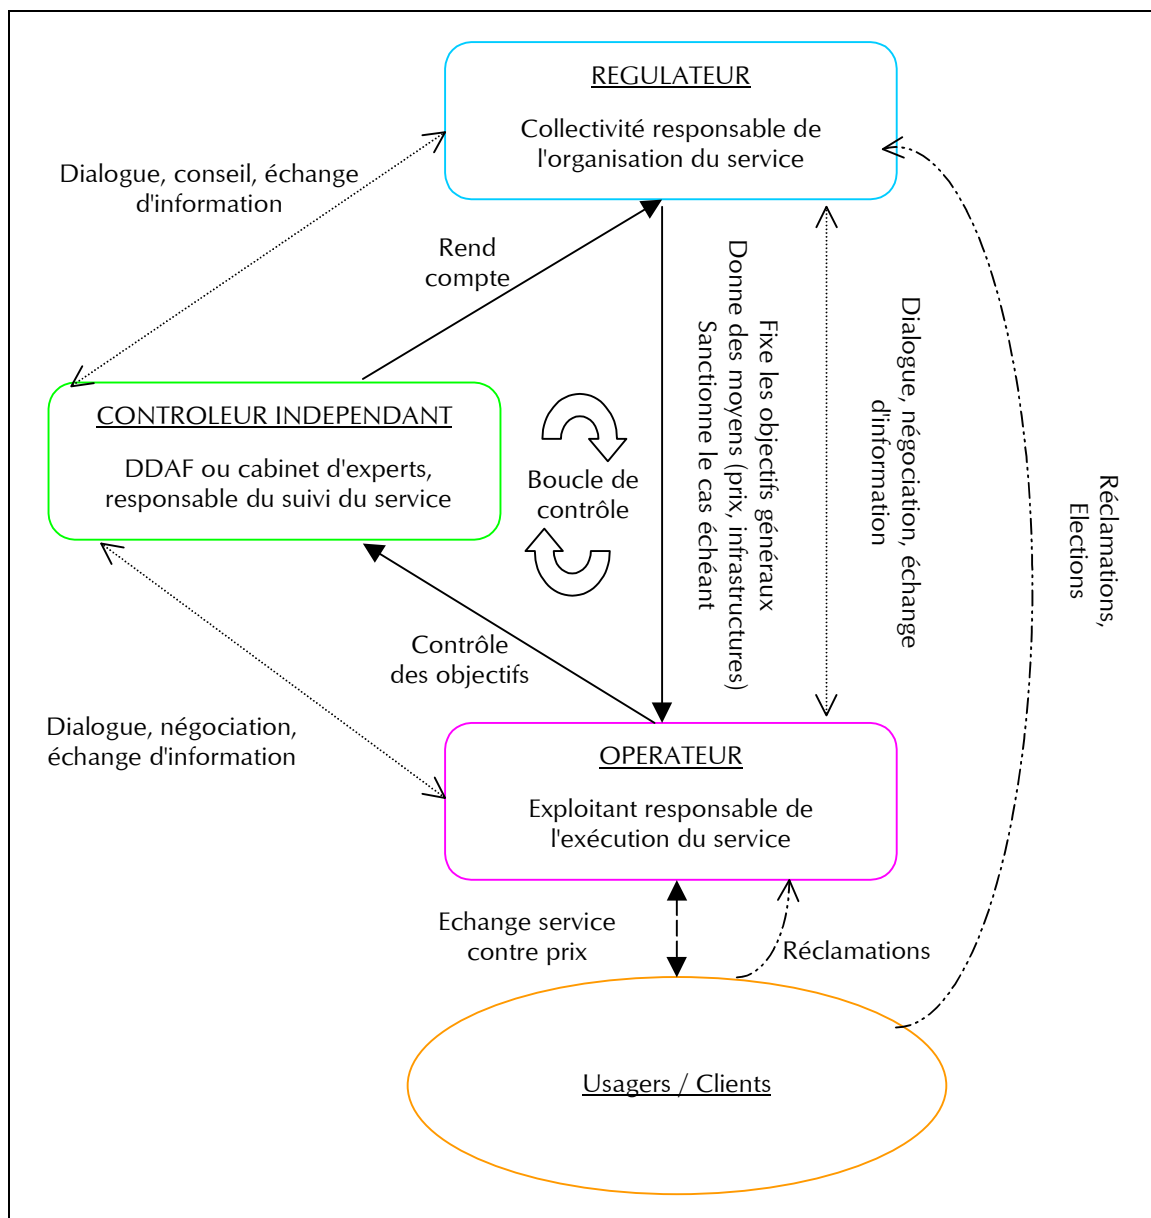 REGULATEUR
Collectivité responsable de
l'organisation du service
Dialogue, conseil, échange
d'information
Rend
compte
Fixe les objectifs généraux
Donne des moyens (prix, infrastructures)
Sanctionne le cas échéant
Dialogue, négociation, échange
d'information
Réclamations,
Elections
CONTROLEUR INDEPENDANT
DDAF ou cabinet d'experts,
responsable du suivi du service
Boucle de
contrôle
Contrôle
des objectifs
Dialogue, négociation,
échange d'information
OPERATEUR
Exploitant responsable de
l'exécution du service
Echange service
contre prix
Réclamations
Usagers / Clients